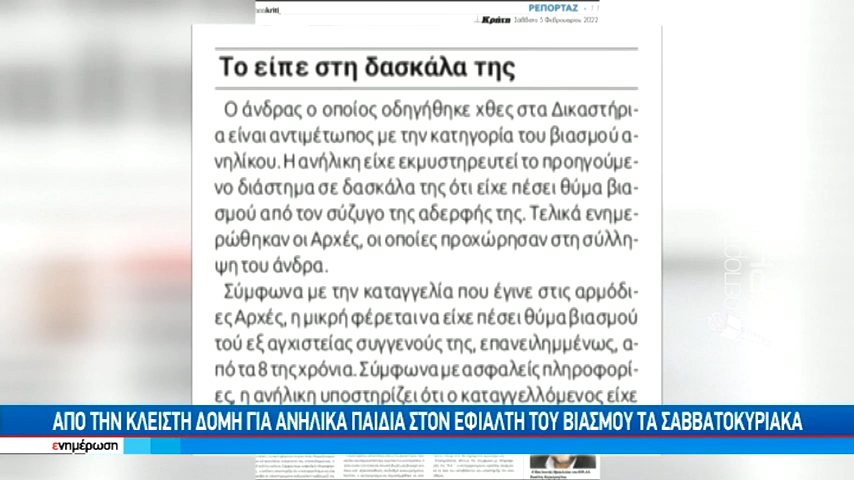 ΡΕΠΟΡΤΑΖ
Σάββατο 5 Φεβρουαρίου 2022
Το είπε στη δασκάλα της
Ο άνδρας ο οποίος οδηγήθηκε χθες στα Δικαστήρι-
α είναι αντιμέτωπος με την κατηγορία του βιασμού α-
νηλίκου. Η ανήλικη είχε εκμυστηρευτεί το προηγούμε-
νο διάστημα σε δασκάλα της ότι είχε πέσει θύμα βια-
σμού από τον σύζυγο της αδερφής της. Τελικά ενημε-
ρώθηκαν οι Αρχές, οι οποίες προχώρησαν στη σύλλη-
ψη του άνδρα.
Σύμφωνα με την καταγγελία που έγινε στις αρμόδι-
ες Αρχές, η μικρή φέρεται να είχε πέσει θύμα βιασμού
τού εξ αγχιστείας συγγενούς της, επανειλημμένως, α-
πό τα 8 της χρόνια. Σύμφωνα με ασφαλείς πληροφορί-
ες, η ανήλικη υποστηρίζει ότι ο καταγγελλόμενος είχε
ΑΠΟ ΤΗΝ ΚΛΕΙΣΤΗ ΔΟΜΗ ΓΙΑ ΑΝΗΛΙΚΑ ΠΑΙΔΙΑ ΣΤΟΝ ΕΦΙΑΛΤΗ ΤΟΥ ΒΙΑΣΜΟΥ ΤΑ ΣΑΒΒΑΤΟΚΥΡΙΑΚΑ
ενημέρωση